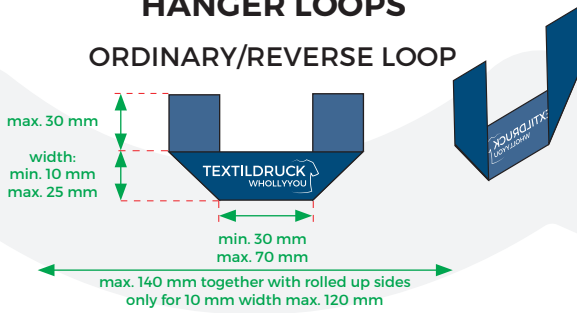 HANGER LOOPS
ORDINARY/REVERSE LOOP
max. 30 mm
width:
min. 10 mm
max. 25 mm
TEXTILDRUCK
WHOLLYYOU
TEXTILDRUCK
WHOLLYYOU
min. 30 mm
max. 70 mm
max. 140 mm together with rolled up sides
only for 10 mm width max. 120 mm